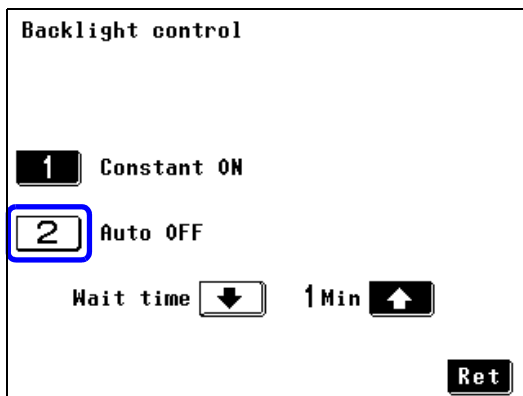 Backlight control
1 Constant ON
2 Auto OFF
Wait time 1 Min
Ret